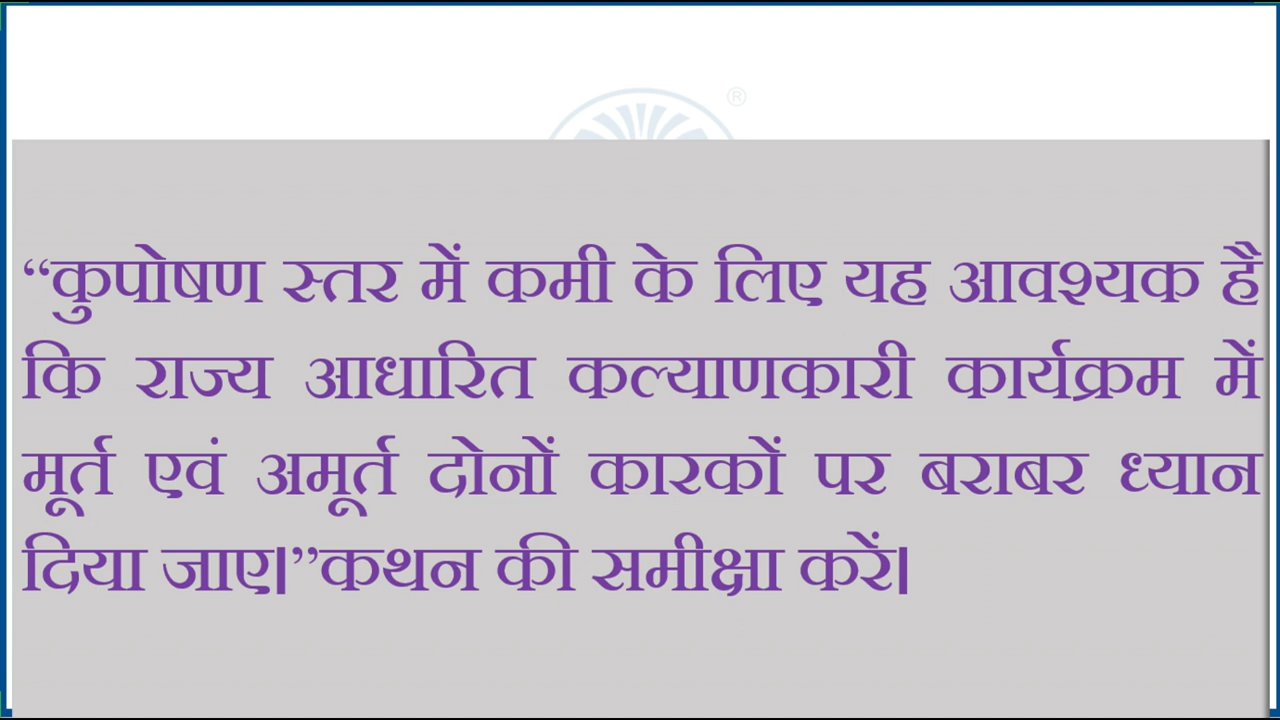 ®
“कुपोषण स्तर में कमी के लिए यह आवश्यक है
कि राज्य आधारित कल्याणकारी कार्यक्रम में
मूर्त एवं अमूर्त दोनों कारकों पर बराबर ध्यान
दिया जाए।”कथन की समीक्षा करें।